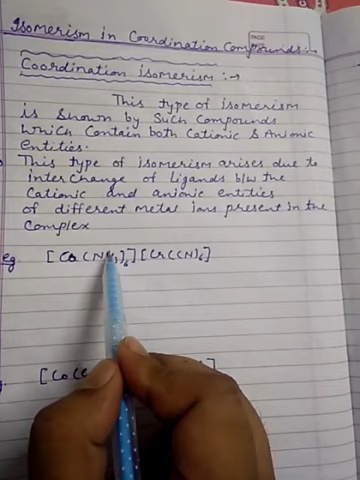 Isomerism in Coordination Compounds:-
PAGE
Coordination isomerism:→
This type of isomerism
is shown by such compounds
which contain both cationic & Anionic
Entities.
This type of isomerism arises due to
interchange of ligands b/w the
Cationic and anionic entities
of different metal ions present in the
Complex
eg. [Co(NH3)6][Cr(CN)6]